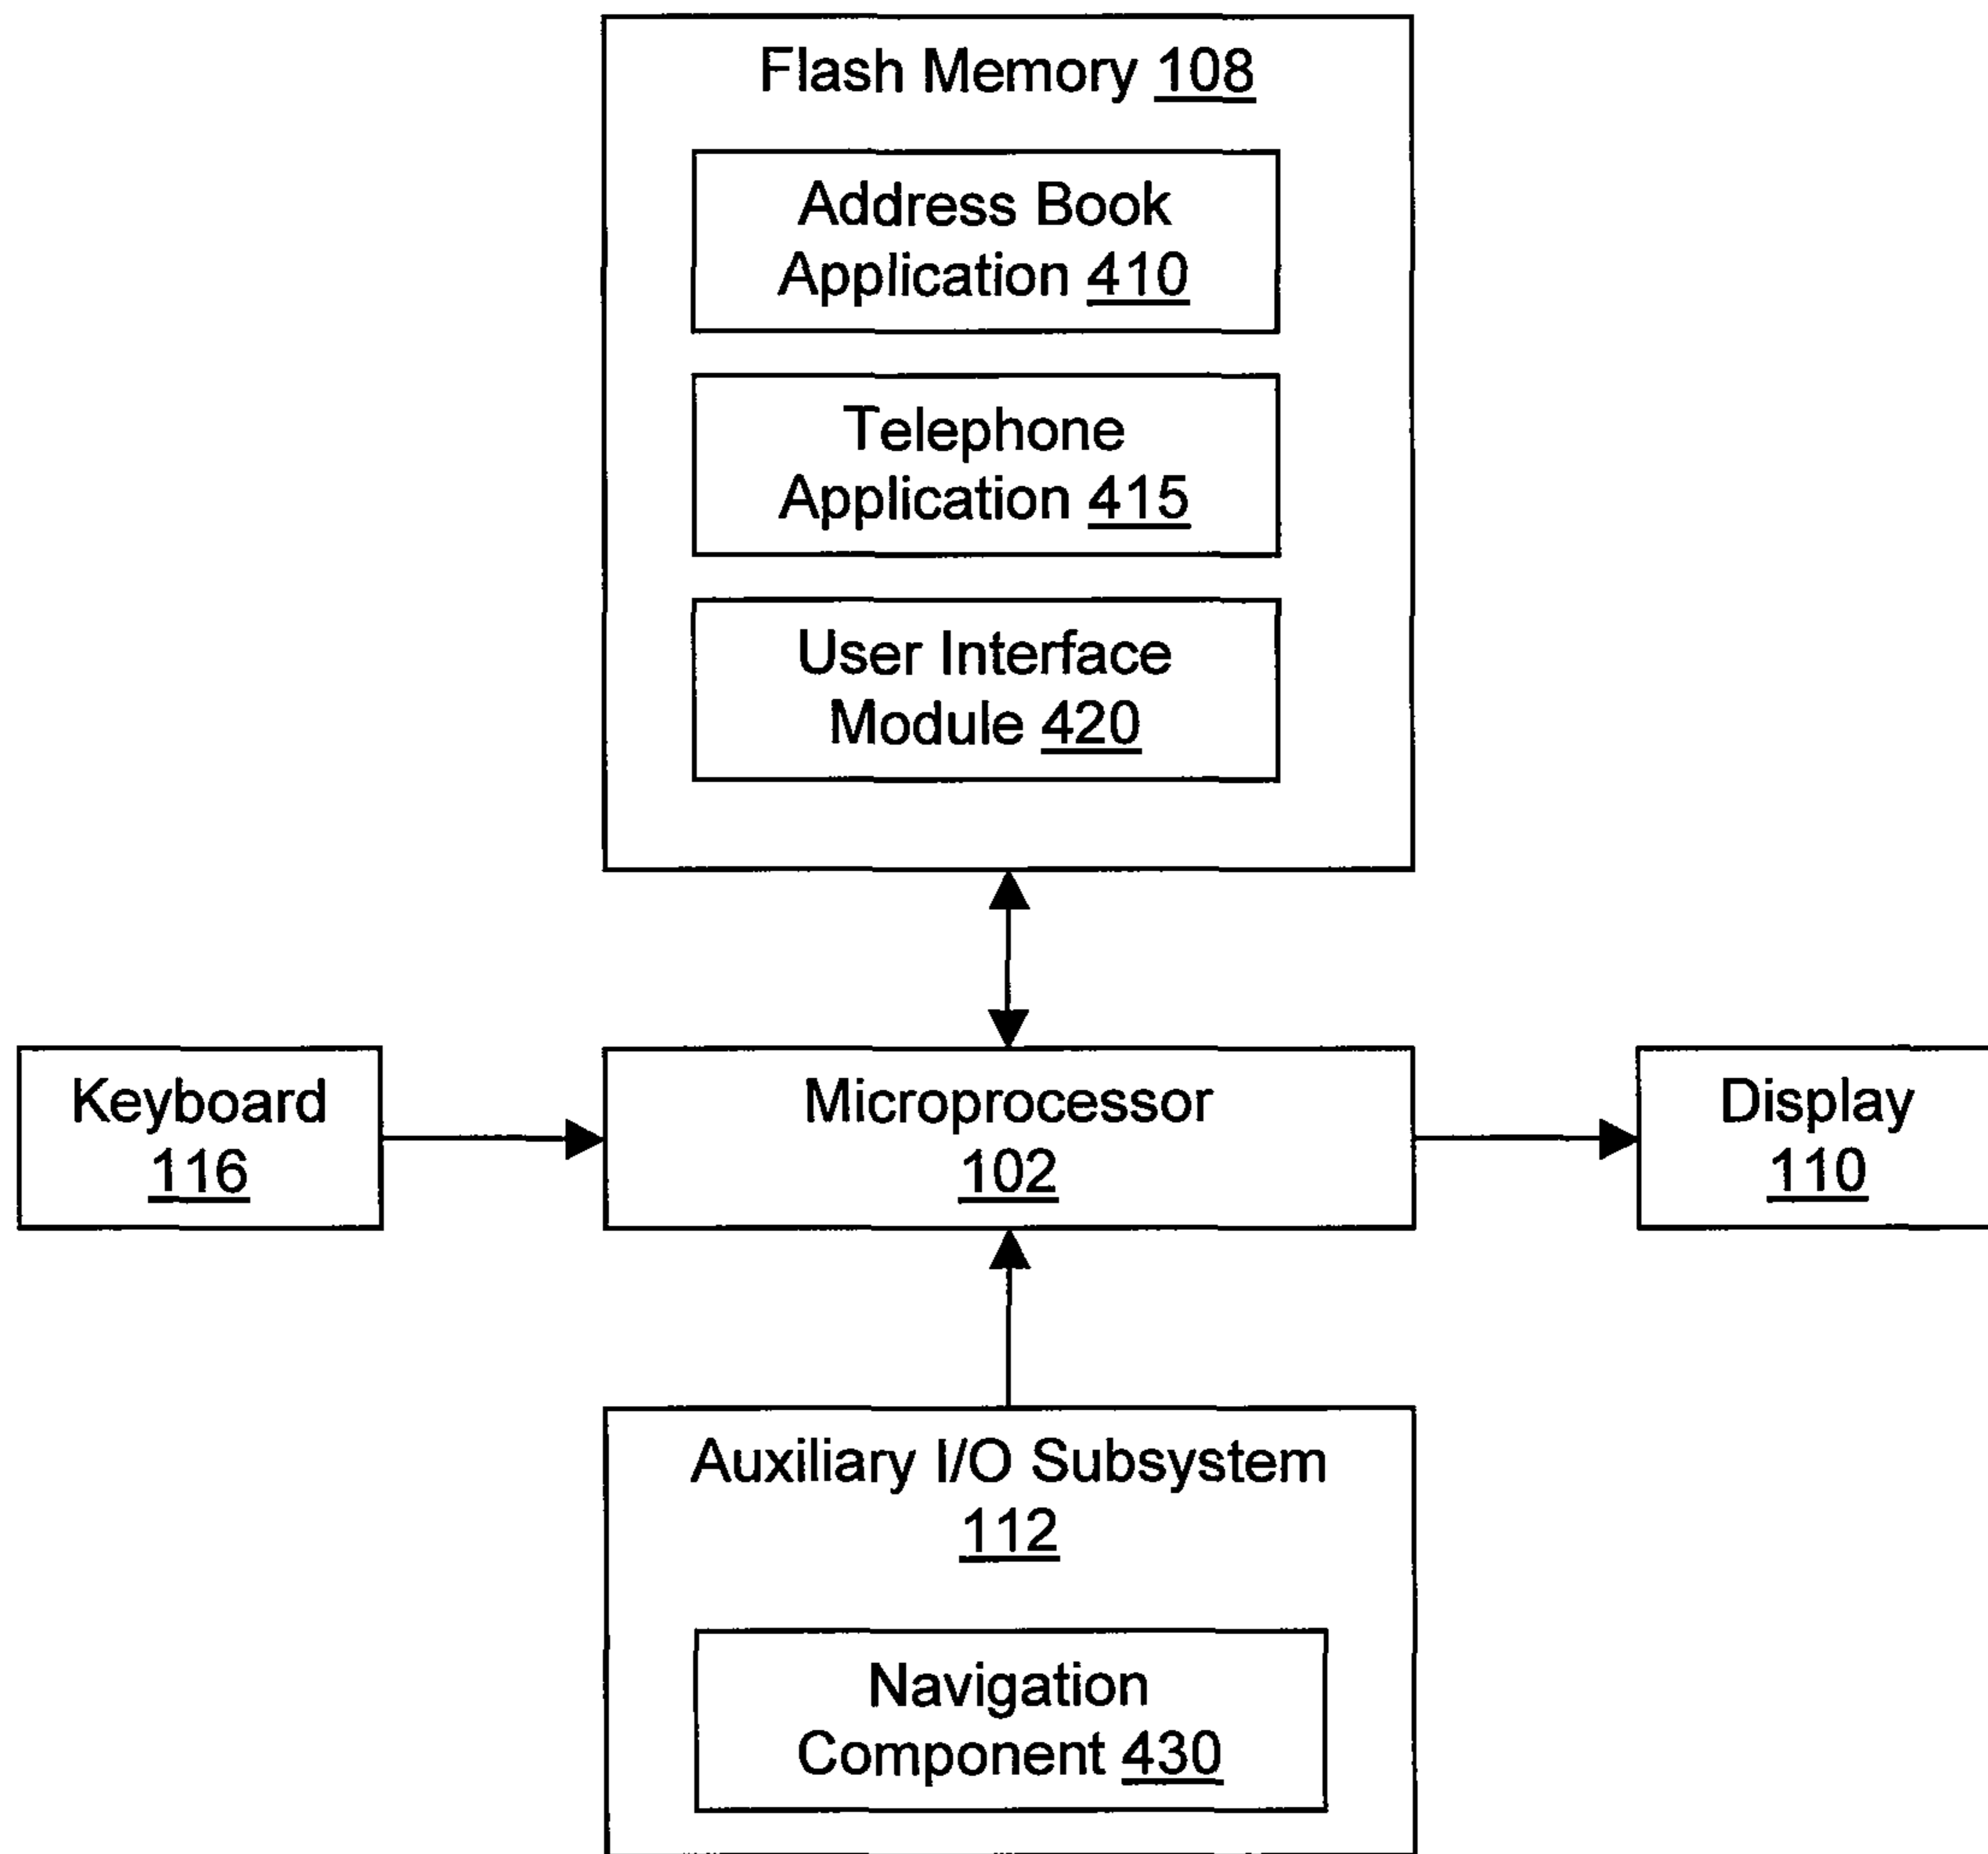 Flash Memory 108
Address Book
Application 410
Telephone
Application 415
User Interface
Module 420
Keyboard
116
Microprocessor
102
Display
110
Auxiliary I/O Subsystem
112
Navigation
Component 430